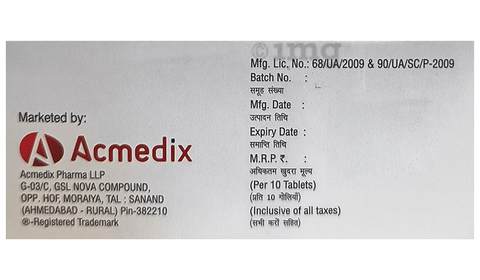 1mg
Mfg. Lic. No.: 68/UA/2009 & 90/UA/SC/P-2009
Batch No. :
समूह संख्या
Mfg. Date :
उत्पादन तिथि
Expiry Date :
समाप्ति तिथि
M.R.P. ₹. :
अधिकतम खुदरा मूल्य
(Per 10 Tablets)
(प्रति 10 गोलियाँ)
(Inclusive of all taxes)
(सभी करों सहित)
Marketed by:
Acmedix
Acmedix Pharma LLP
G-03/C, GSL NOVA COMPOUND,
OPP. HOF, MORAIYA, TAL : SANAND
(AHMEDABAD - RURAL) Pin-382210
®-Registered Trademark